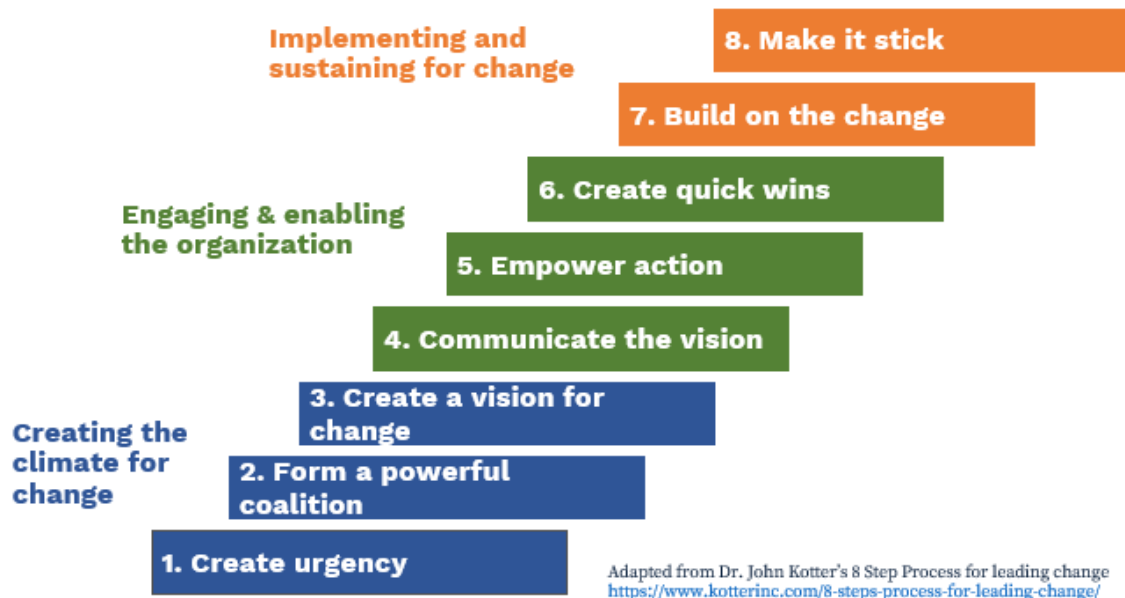 Implementing and
sustaining for change
8. Make it stick
7. Build on the change
6. Create quick wins
Engaging & enabling
the organization
5. Empower action
4. Communicate the vision
3. Create a vision for
change
Creating the
climate for
change
2. Form a powerful
coalition
1. Create urgency
Adapted from Dr. John Kotter's 8 Step Process for leading change
https://www.kotterinc.com/8-steps-process-for-leading-change/